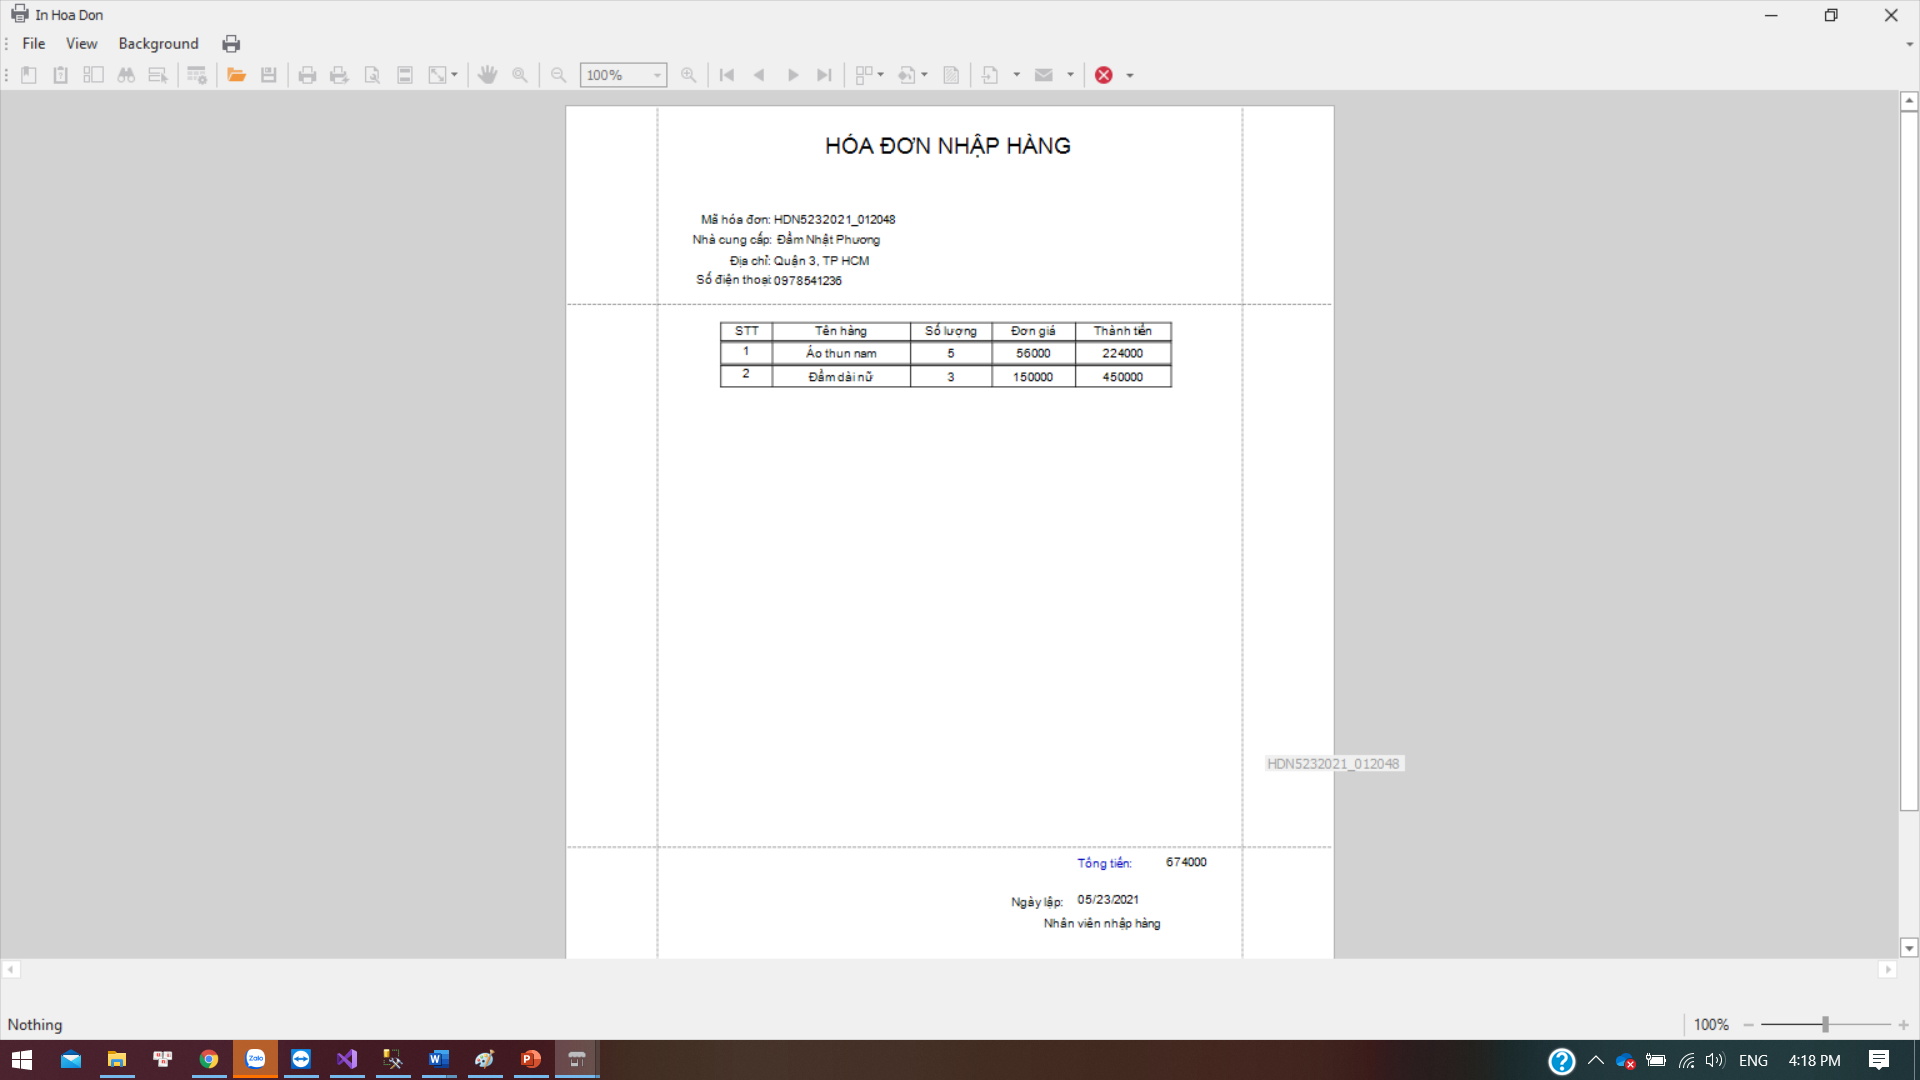 In Hoa Don
File View Background
100%
HÓA ĐƠN NHẬP HÀNG
Mã hóa đơn: HDN5232021_012048
Nhà cung cấp: Đầm Nhật Phương
Địa chỉ: Quận 3, TP HCM
Số điện thoại: 0978541236
STT Tên hàng Số lượng Đơn giá Thành tiền
1 Áo thun nam 5 56000 224000
2 Đầm dài nữ 3 150000 450000
HDN5232021_012048
Tổng tiền: 674000
Ngày lập: 05/23/2021
Nhân viên nhập hàng
Nothing
100%
Zalo
ENG 4:18 PM